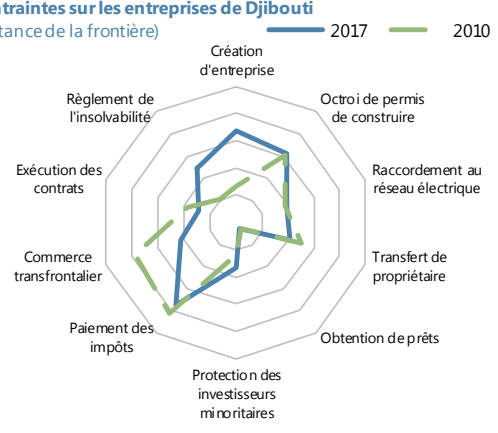 ntraintes sur les entreprises de Djibouti
tance de la frontière)
2017
2010
Création
d'entreprise
Octroi de permis
de construire
Raccordement au
réseau électrique
Transfert de
propriétaire
Obtention de prêts
Protection des
investisseurs
minoritaires
Paiement des
impôts
Commerce
transfrontalier
Exécution des
contrats
Règlement de
l'insolvabilité